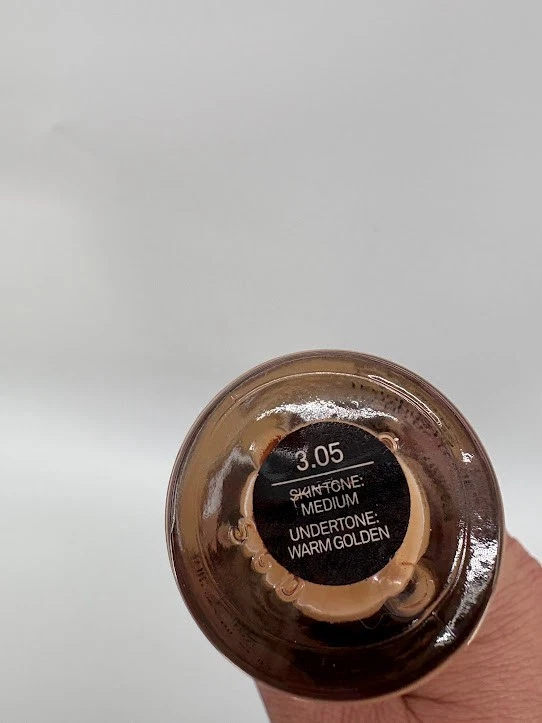 3.05
SKIN TONE:
MEDIUM
UNDERTONE:
WARM GOLDEN